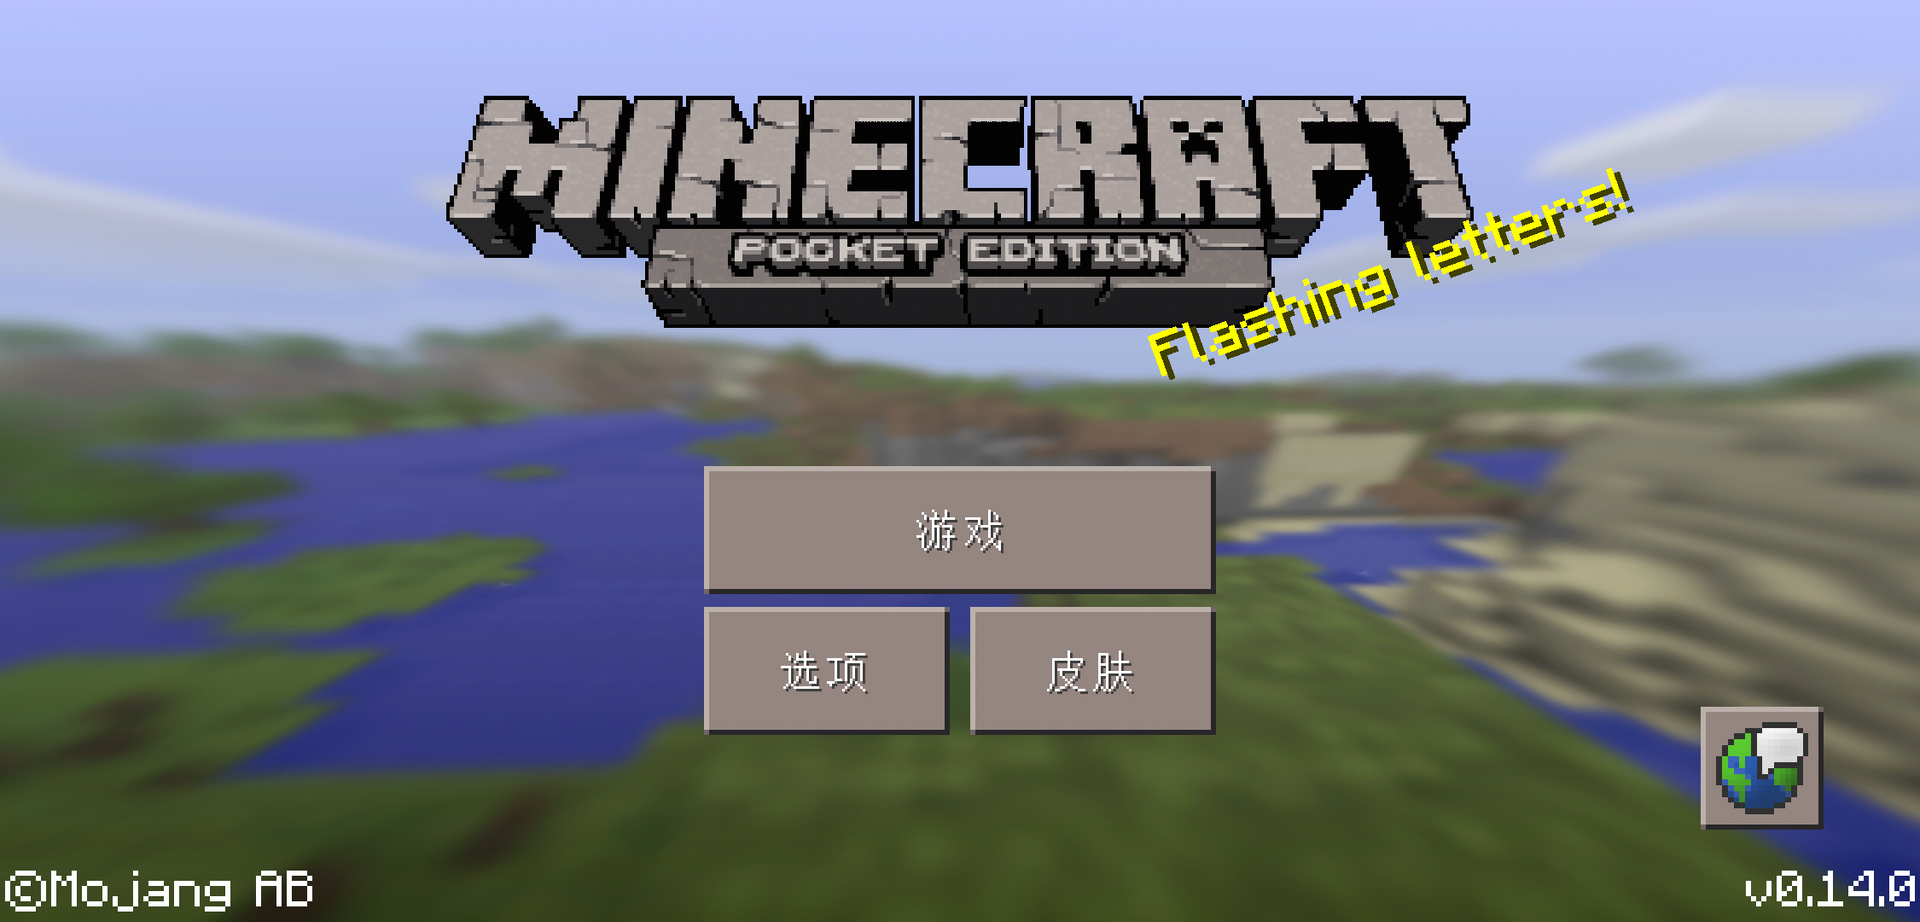 MINECRAFT
POCKET EDITION
Flashing letters!
游戏
选项
皮肤
©Mojang AB
v0.14.0